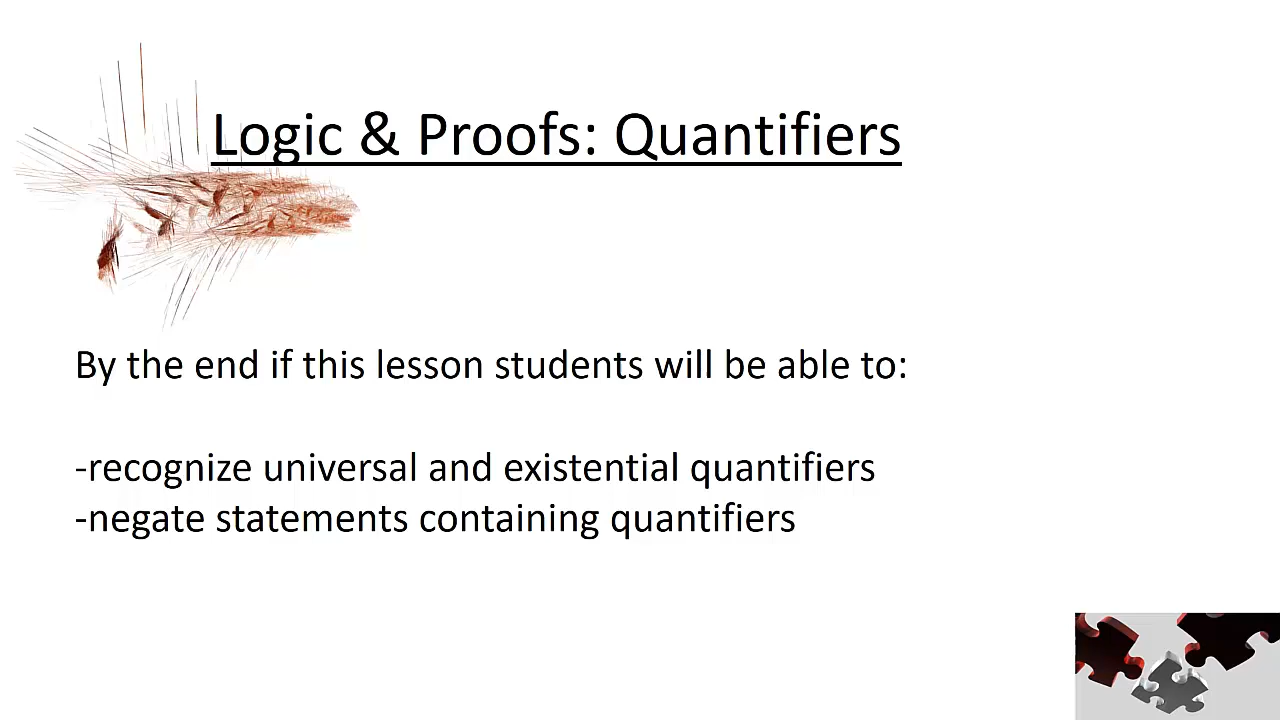 Logic & Proofs: Quantifiers
By the end if this lesson students will be able to:
-recognize universal and existential quantifiers
-negate statements containing quantifiers